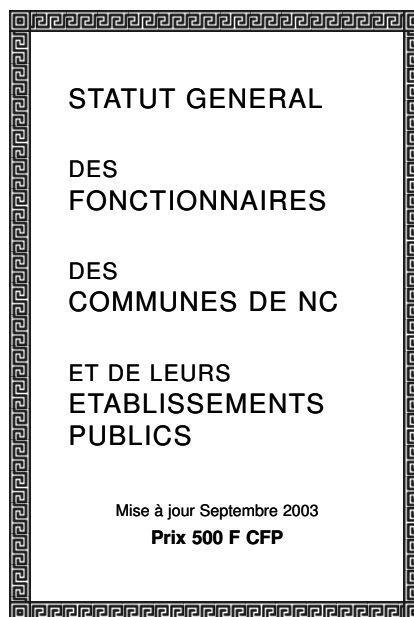 STATUT GENERAL
DES
FONCTIONNAIRES
DES
COMMUNES DE NC
ET DE LEURS
ETABLISSEMENTS
PUBLICS
Mise à jour Septembre 2003
Prix 500 F CFP